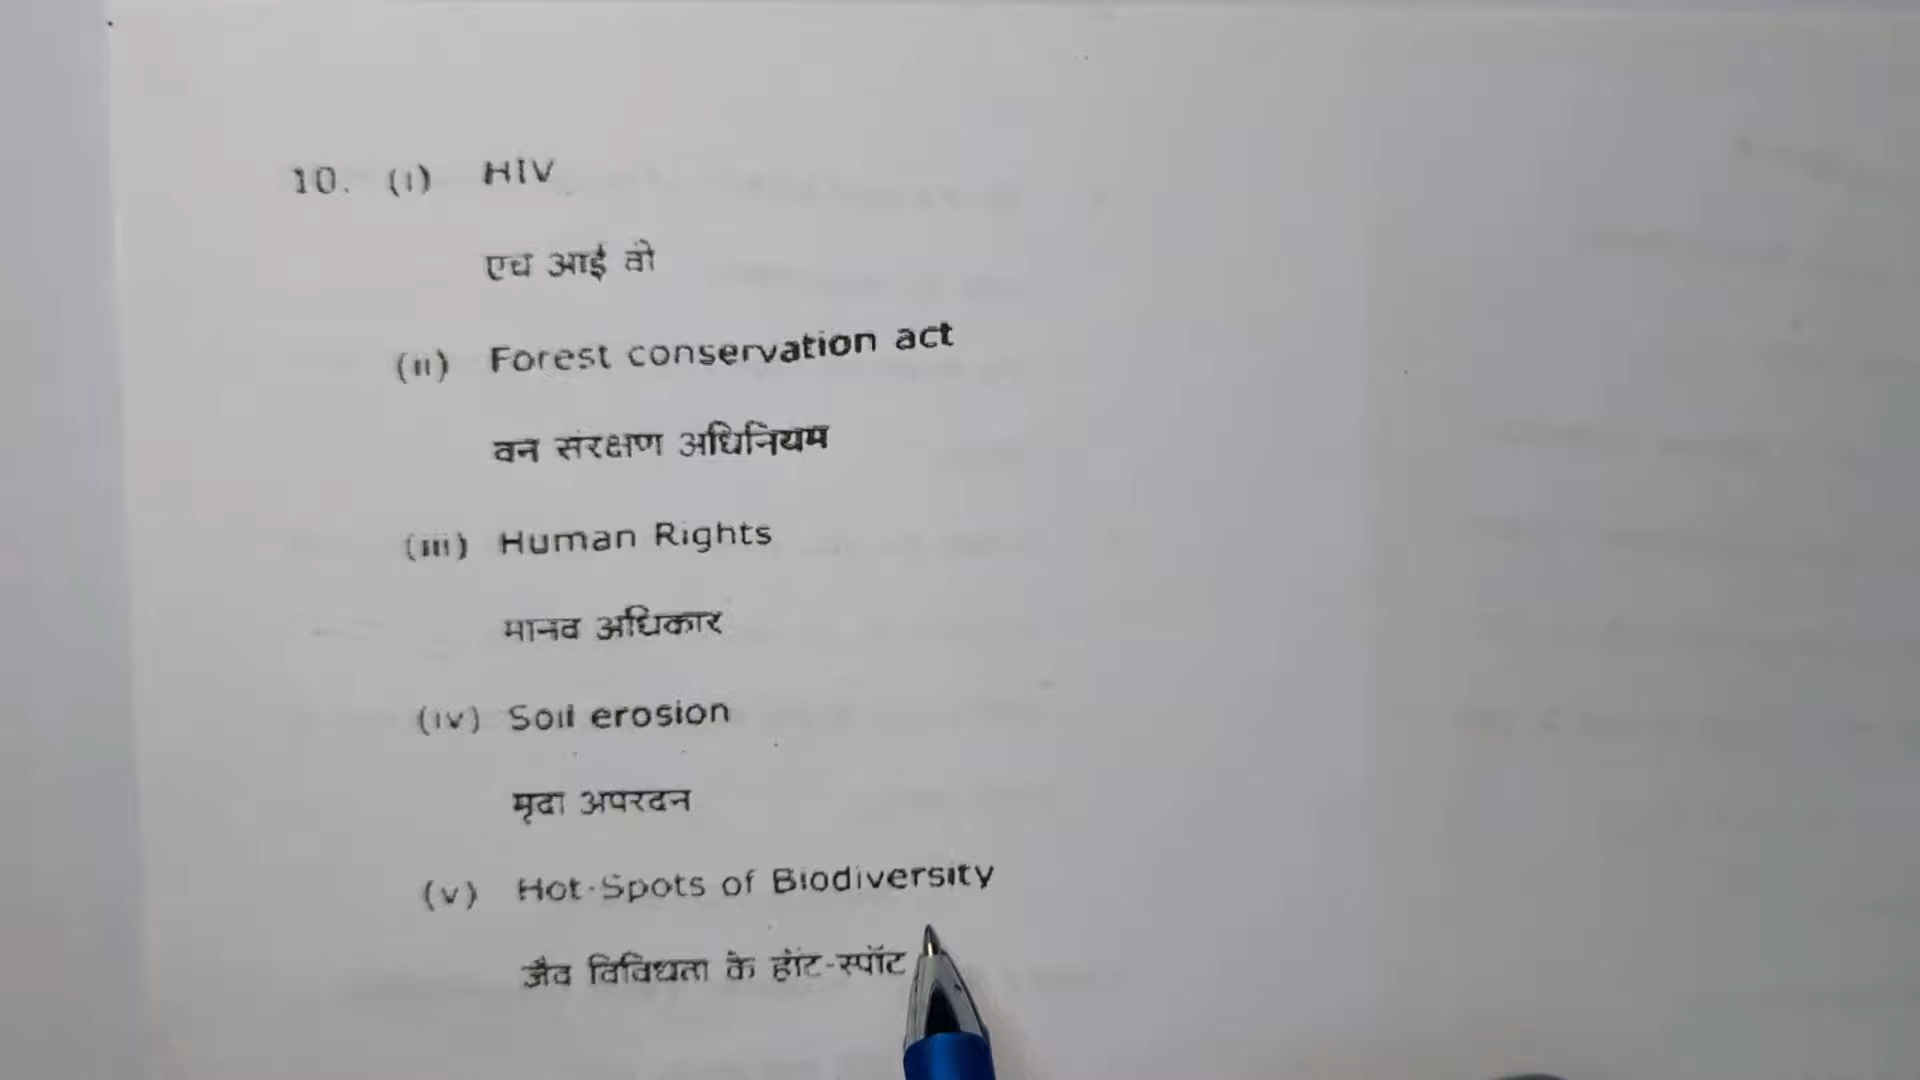 10. (i) HIV
एच आई वी
(ii) Forest conservation act
वन संरक्षण अधिनियम
(iii) Human Rights
मानव अधिकार
(iv) Soil erosion
मृदा अपरदन
(v) Hot-Spots of Biodiversity
जैव विविधता के हॉट-स्पॉट